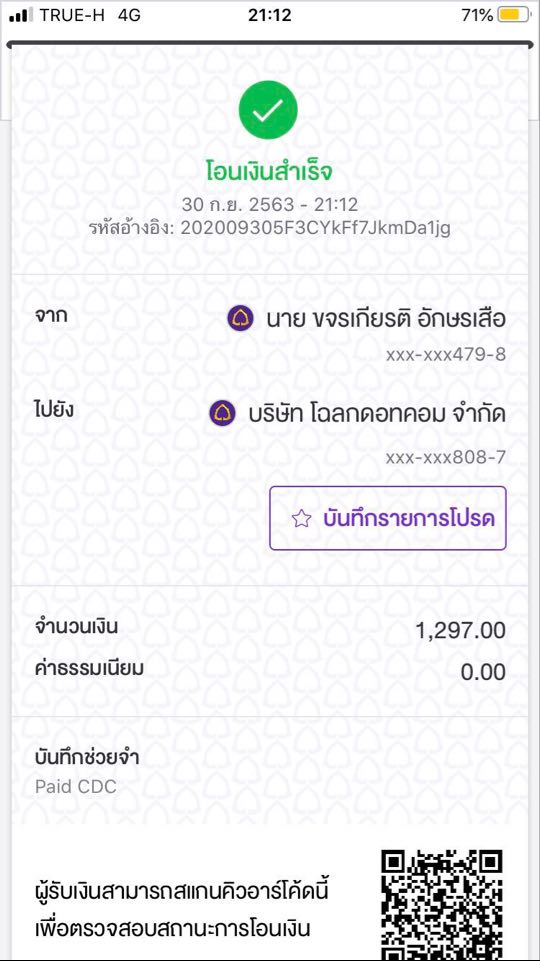 TRUE-H 4G 21:12 71%
โอนเงินสำเร็จ
30 ก.ย. 2563 - 21:12
รหัสอ้างอิง: 202009305F3CYkFf7JkmDa1jg
จาก นาย ขจรเกียรติ อักษรเสือ
xxx-xxx479-8
ไปยัง บริษัท โฉลกดอทคอม จำกัด
xxx-xxx808-7
บันทึกรายการโปรด
จำนวนเงิน 1,297.00
ค่าธรรมเนียม 0.00
บันทึกช่วยจำ
Paid CDC
ผู้รับเงินสามารถสแกนคิวอาร์โค้ดนี้
เพื่อตรวจสอบสถานะการโอนเงิน